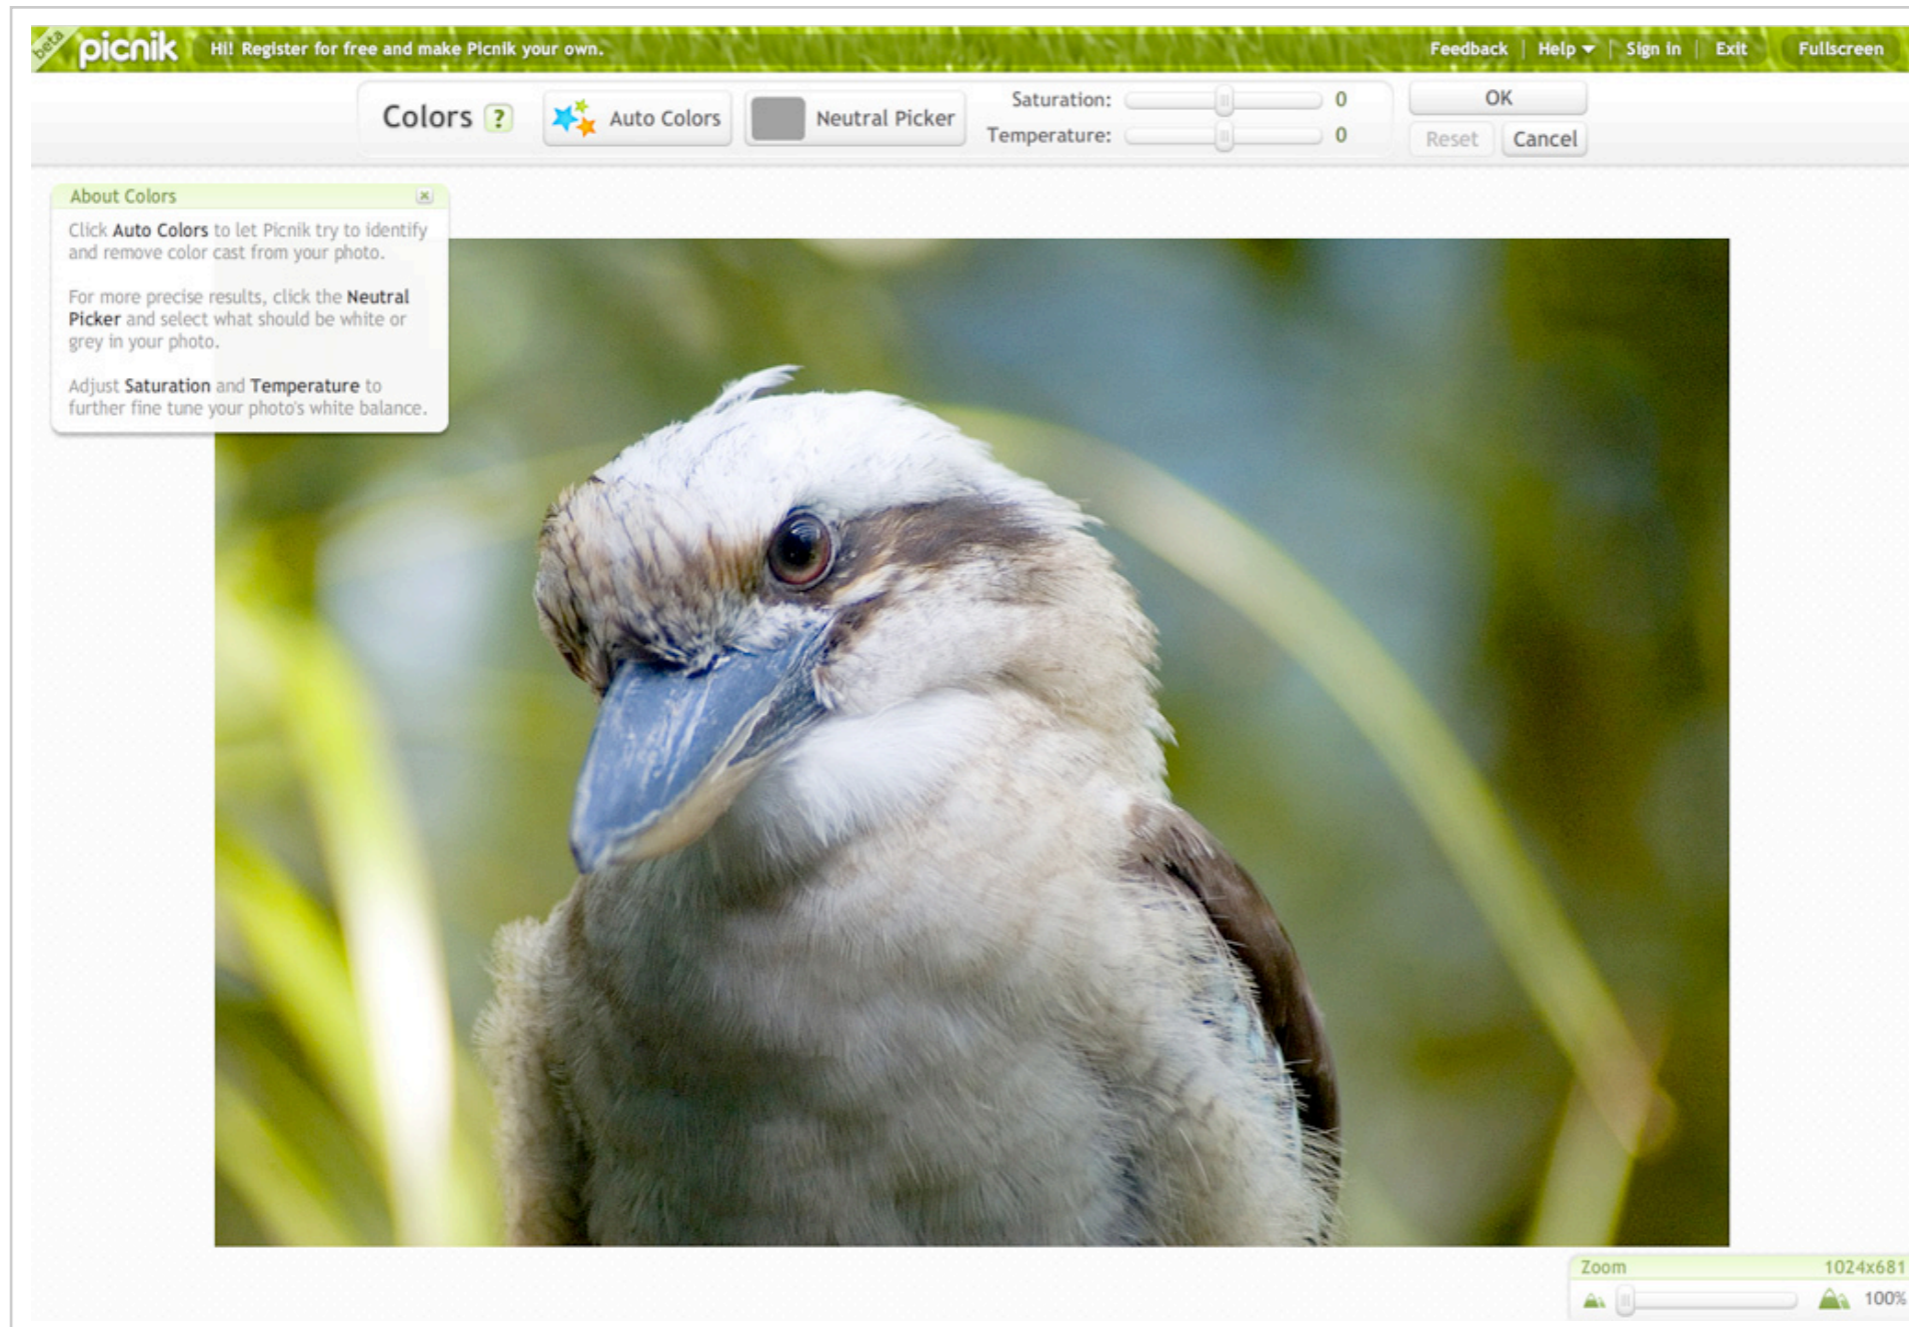 beta
picnik
Hi! Register for free and make Picnik your own.
Feedback | Help | Sign in | Exit
Fullscreen
Colors ?
Auto Colors
Neutral Picker
Saturation: 0
Temperature: 0
OK
Reset
Cancel
About Colors
Click Auto Colors to let Picnik try to identify
and remove color cast from your photo.
For more precise results, click the Neutral
Picker and select what should be white or
grey in your photo.
Adjust Saturation and Temperature to
further fine tune your photo's white balance.
Zoom 1024x681
100%